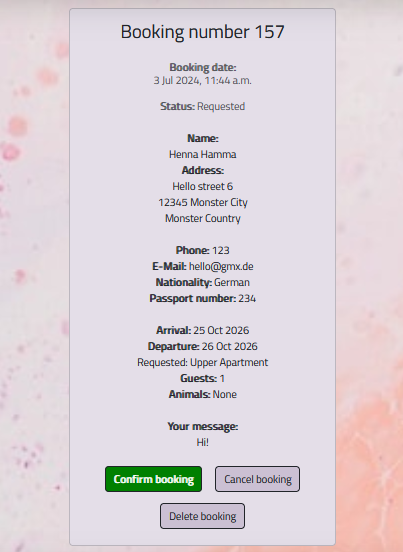 Booking number 157
Booking date:
3 Jul 2024, 11:44 a.m.
Status: Requested
Name:
Henna Hamma
Address:
Hello street 6
12345 Monster City
Monster Country
Phone: 123
E-Mail: hello@gmx.de
Nationality: German
Passport number: 234
Arrival: 25 Oct 2026
Departure: 26 Oct 2026
Requested: Upper Apartment
Guests: 1
Animals: None
Your message:
Hi!
Confirm booking
Cancel booking
Delete booking